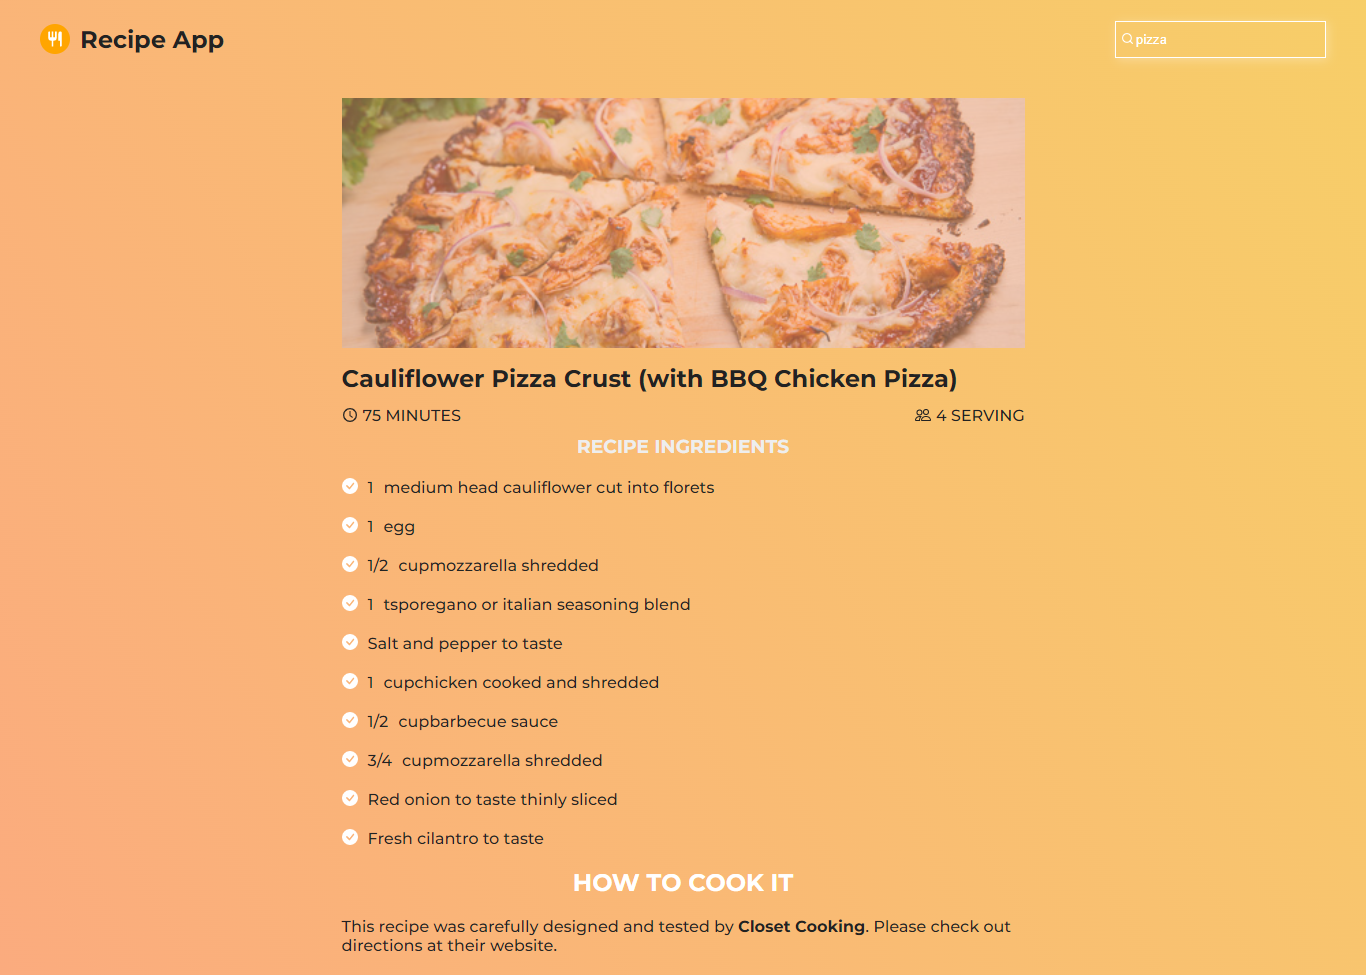 Recipe App
pizza
Cauliflower Pizza Crust (with BBQ Chicken Pizza)
75 MINUTES
4 SERVING
RECIPE INGREDIENTS
1 medium head cauliflower cut into florets
1 egg
1/2 cupmozzarella shredded
1 tsporegano or italian seasoning blend
Salt and pepper to taste
1 cupchicken cooked and shredded
1/2 cupbarbecue sauce
3/4 cupmozzarella shredded
Red onion to taste thinly sliced
Fresh cilantro to taste
HOW TO COOK IT
This recipe was carefully designed and tested by Closet Cooking. Please check out
directions at their website.